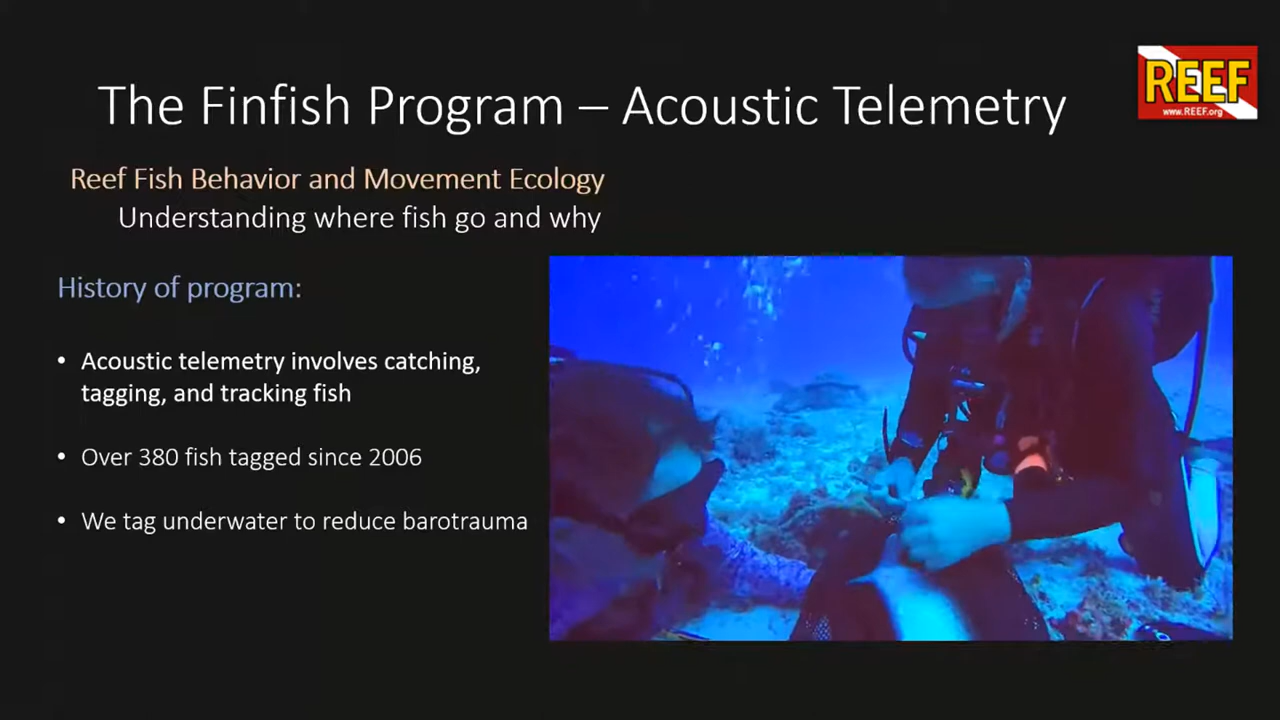 The Finfish Program – Acoustic Telemetry
REEF
www.REEF.org
Reef Fish Behavior and Movement Ecology
Understanding where fish go and why
History of program:
• Acoustic telemetry involves catching,
tagging, and tracking fish
• Over 380 fish tagged since 2006
• We tag underwater to reduce barotrauma